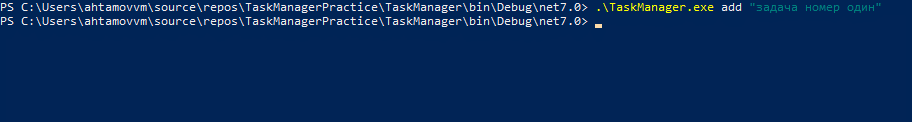 PS C:\Users\ahtamovvm\source\repos\TaskManagerPractice\TaskManager\bin\Debug\net7.0> .\TaskManager.exe add "задача номер один"
PS C:\Users\ahtamovvm\source\repos\TaskManagerPractice\TaskManager\bin\Debug\net7.0>